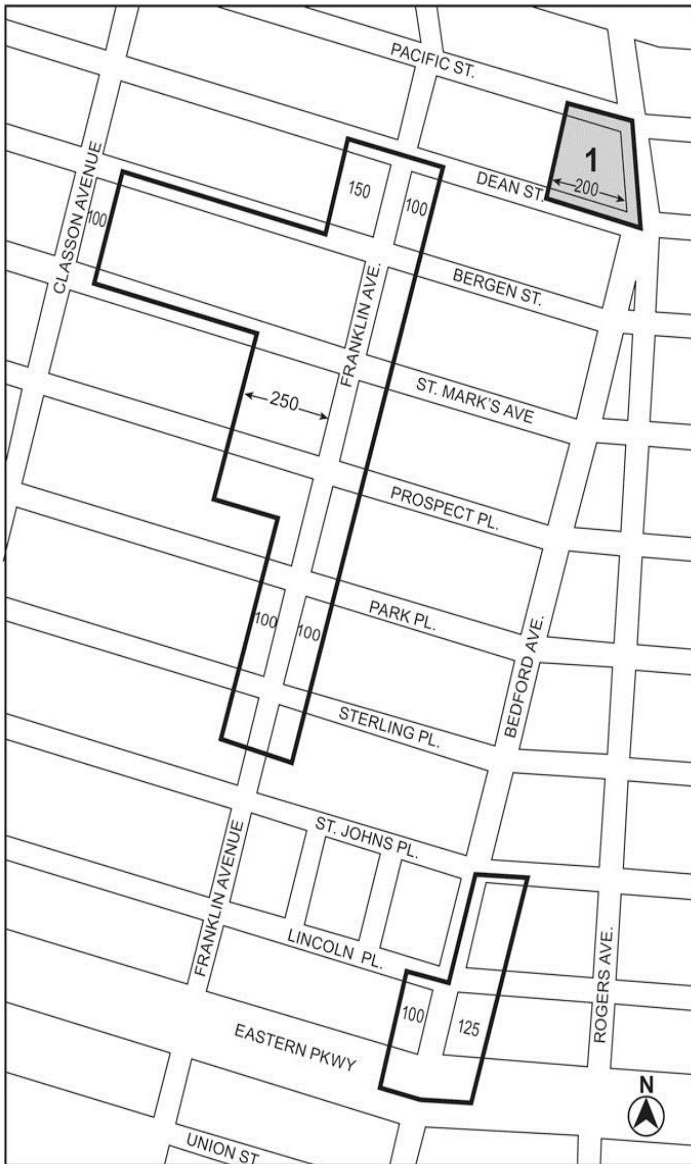 PACIFIC ST.
1
200
DEAN ST.
150
100
100
CLASSON AVENUE
BERGEN ST.
FRANKLIN AVE.
ST. MARK'S AVE
250
PROSPECT PL.
PARK PL.
100
100
BEDFORD AVE.
STERLING PL.
ST. JOHNS PL.
FRANKLIN AVENUE
LINCOLN PL.
ROGERS AVE.
100
125
EASTERN PKWY
N
UNION ST.